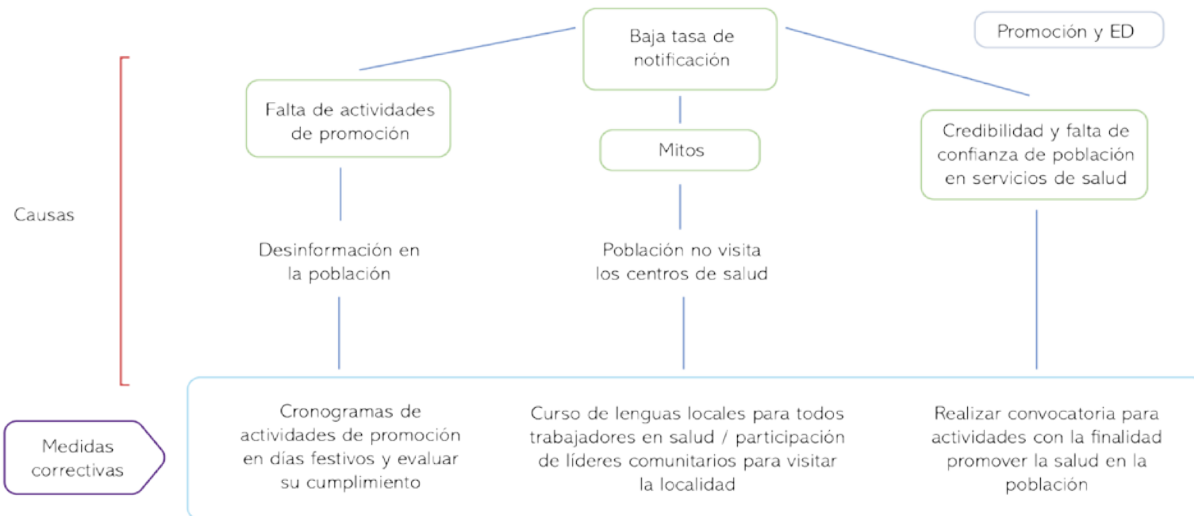 Baja tasa de
notificación
Promoción y ED
Falta de actividades
de promoción
Mitos
Credibilidad y falta de
confianza de población
en servicios de salud
Causas
Desinformación en
la población
Población no visita
los centros de salud
Medidas
correctivas
Cronogramas de
actividades de promoción
en días festivos y evaluar
su cumplimiento
Curso de lenguas locales para todos
trabajadores en salud / participación
de líderes comunitarios para visitar
la localidad
Realizar convocatoria para
actividades con la finalidad
promover la salud en la
población